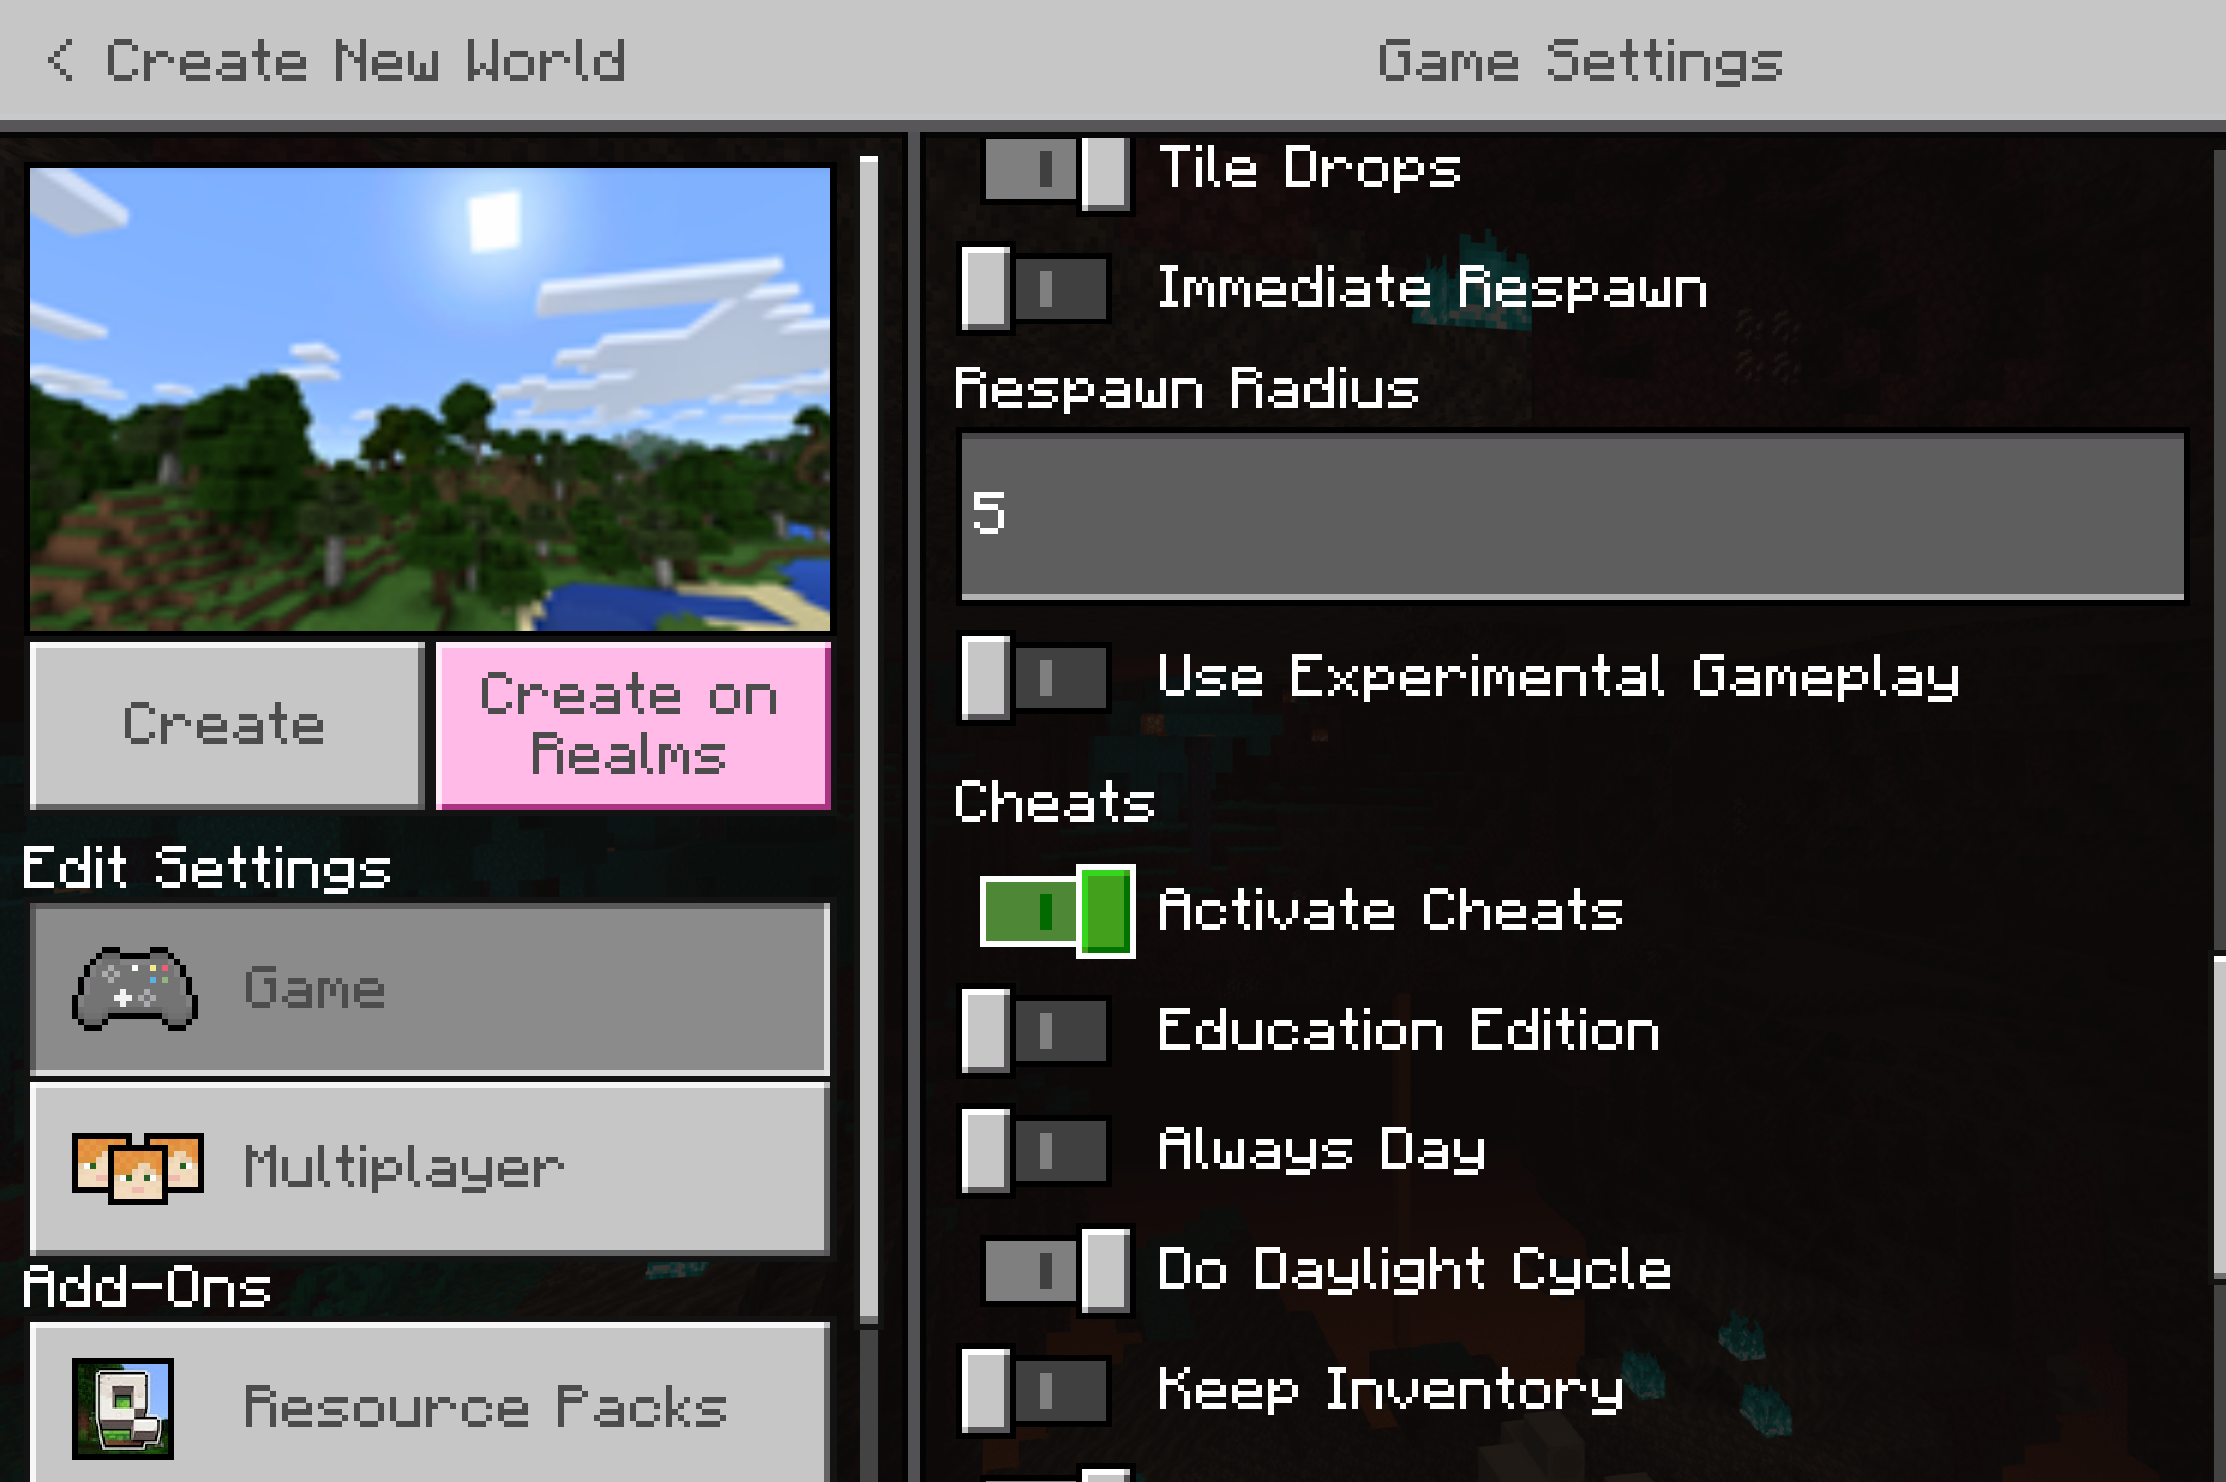 < Create New World
Game Settings
Create
Create on
Realms
Edit Settings
Game
Multiplayer
Add-Ons
Resource Packs
Tile Drops
Immediate Respawn
Respawn Radius
5
Use Experimental Gameplay
Cheats
Activate Cheats
Education Edition
Always Day
Do Daylight Cycle
Keep Inventory